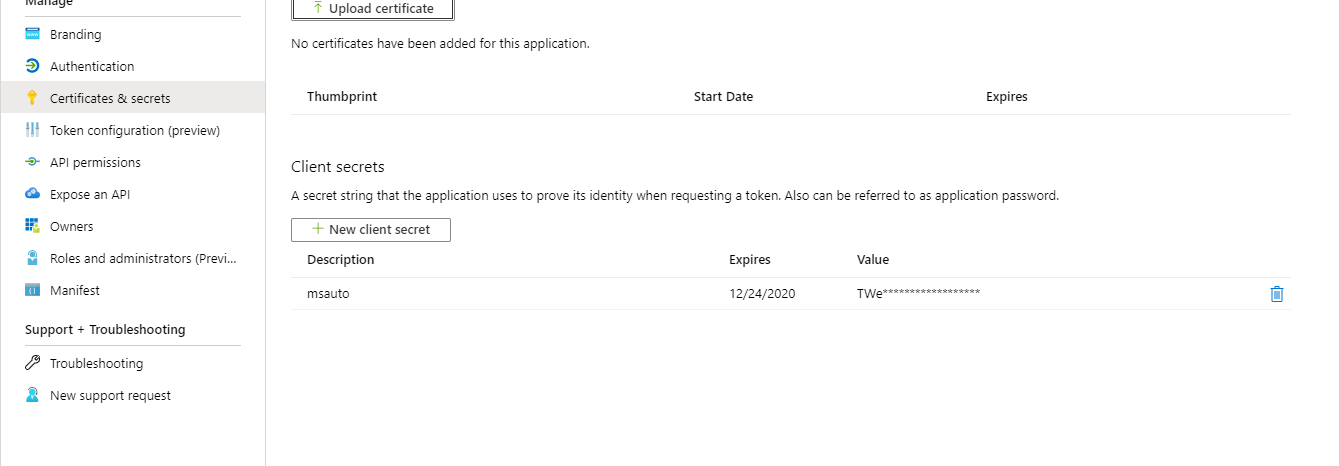 Manage
Branding
Authentication
Certificates & secrets
Token configuration (preview)
API permissions
Expose an API
Owners
Roles and administrators (Previ...
Manifest
Support + Troubleshooting
Troubleshooting
New support request
Upload certificate
No certificates have been added for this application.
Thumbprint Start Date Expires
Client secrets
A secret string that the application uses to prove its identity when requesting a token. Also can be referred to as application password.
New client secret
Description Expires Value
msauto 12/24/2020 TWe******************